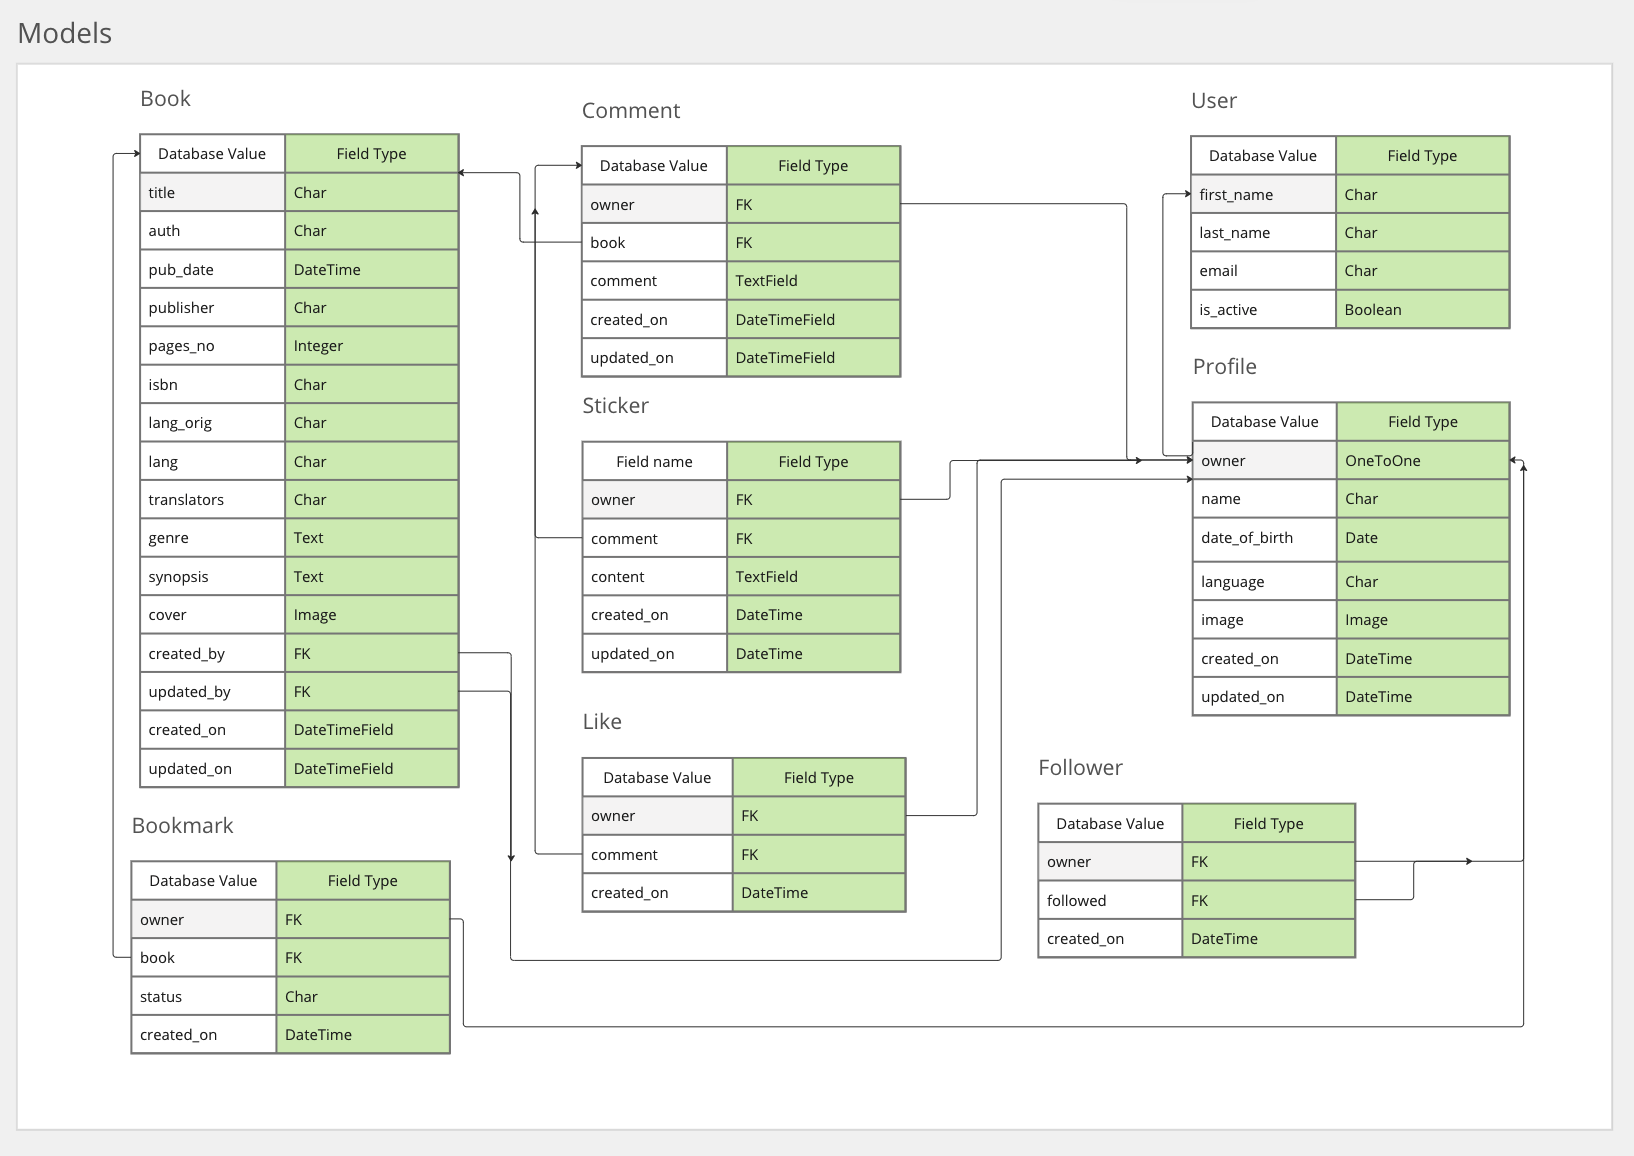 Models
Book
Database Value Field Type
title Char
auth Char
pub_date DateTime
publisher Char
pages_no Integer
isbn Char
lang_orig Char
lang Char
translators Char
genre Text
synopsis Text
cover Image
created_by FK
updated_by FK
created_on DateTimeField
updated_on DateTimeField
Bookmark
Database Value Field Type
owner FK
book FK
status Char
created_on DateTime
Comment
Database Value Field Type
owner FK
book FK
comment TextField
created_on DateTimeField
updated_on DateTimeField
Sticker
Field name Field Type
owner FK
comment FK
content TextField
created_on DateTime
updated_on DateTime
Like
Database Value Field Type
owner FK
comment FK
created_on DateTime
User
Database Value Field Type
first_name Char
last_name Char
email Char
is_active Boolean
Profile
Database Value Field Type
owner OneToOne
name Char
date_of_birth Date
language Char
image Image
created_on DateTime
updated_on DateTime
Follower
Database Value Field Type
owner FK
followed FK
created_on DateTime